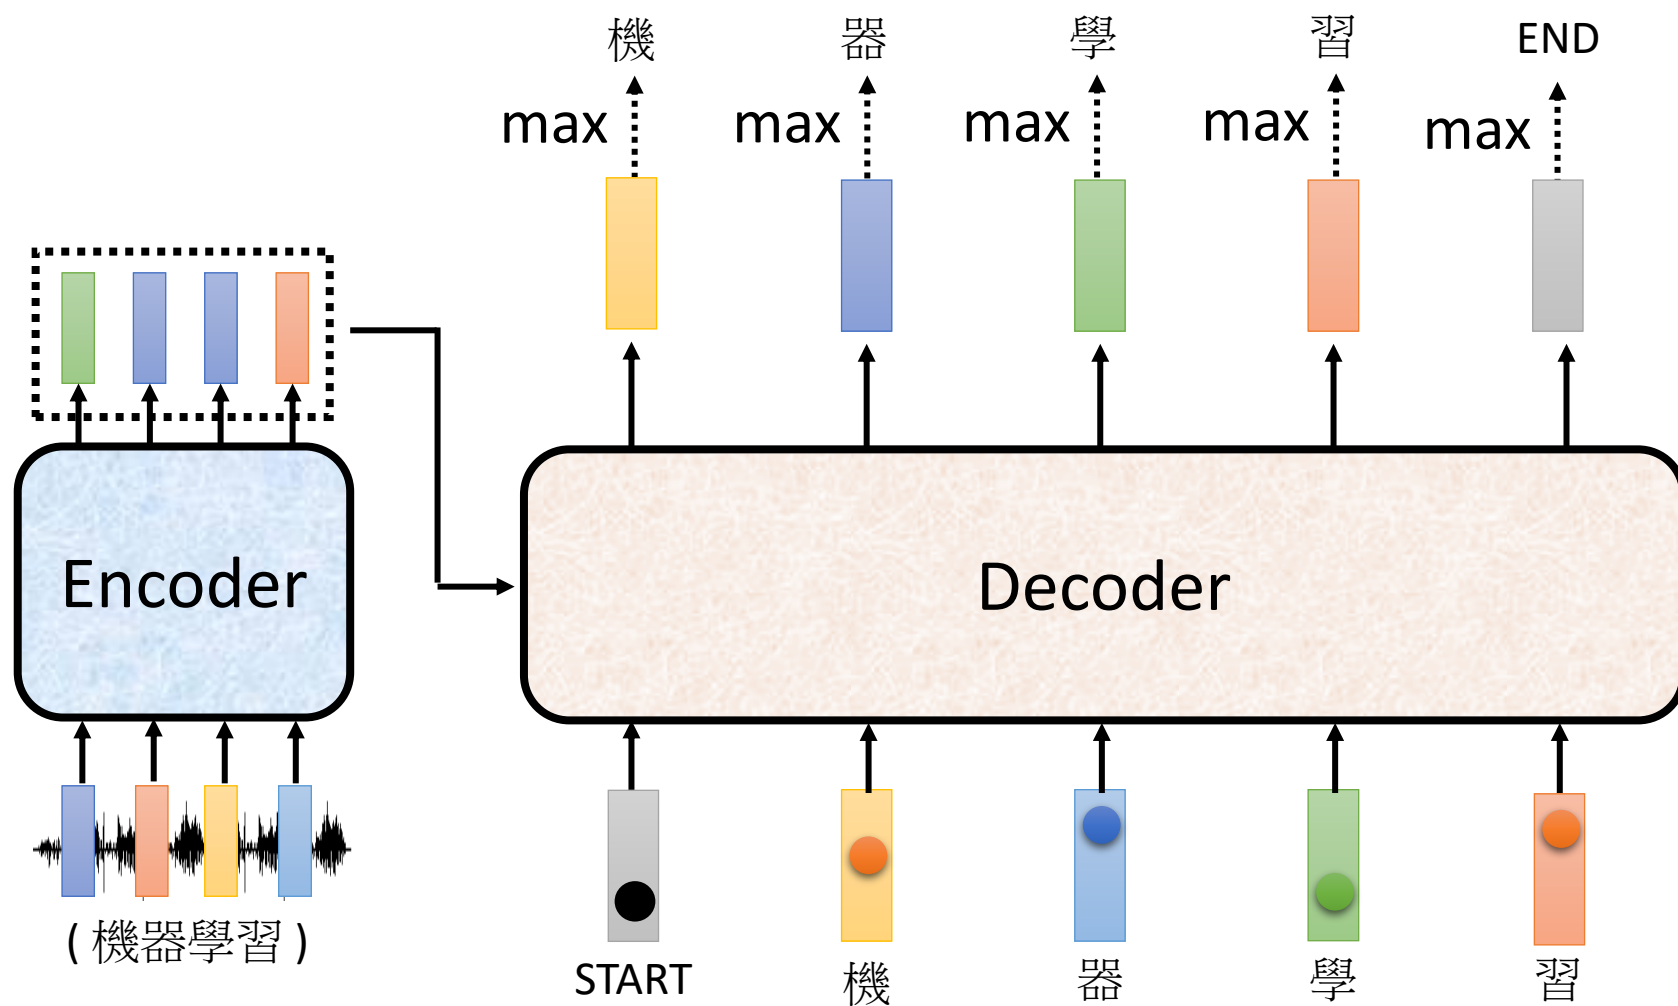 機 器 學 習 END
max max max max max
Encoder
Decoder
( 機器學習 )
START 機 器 學 習